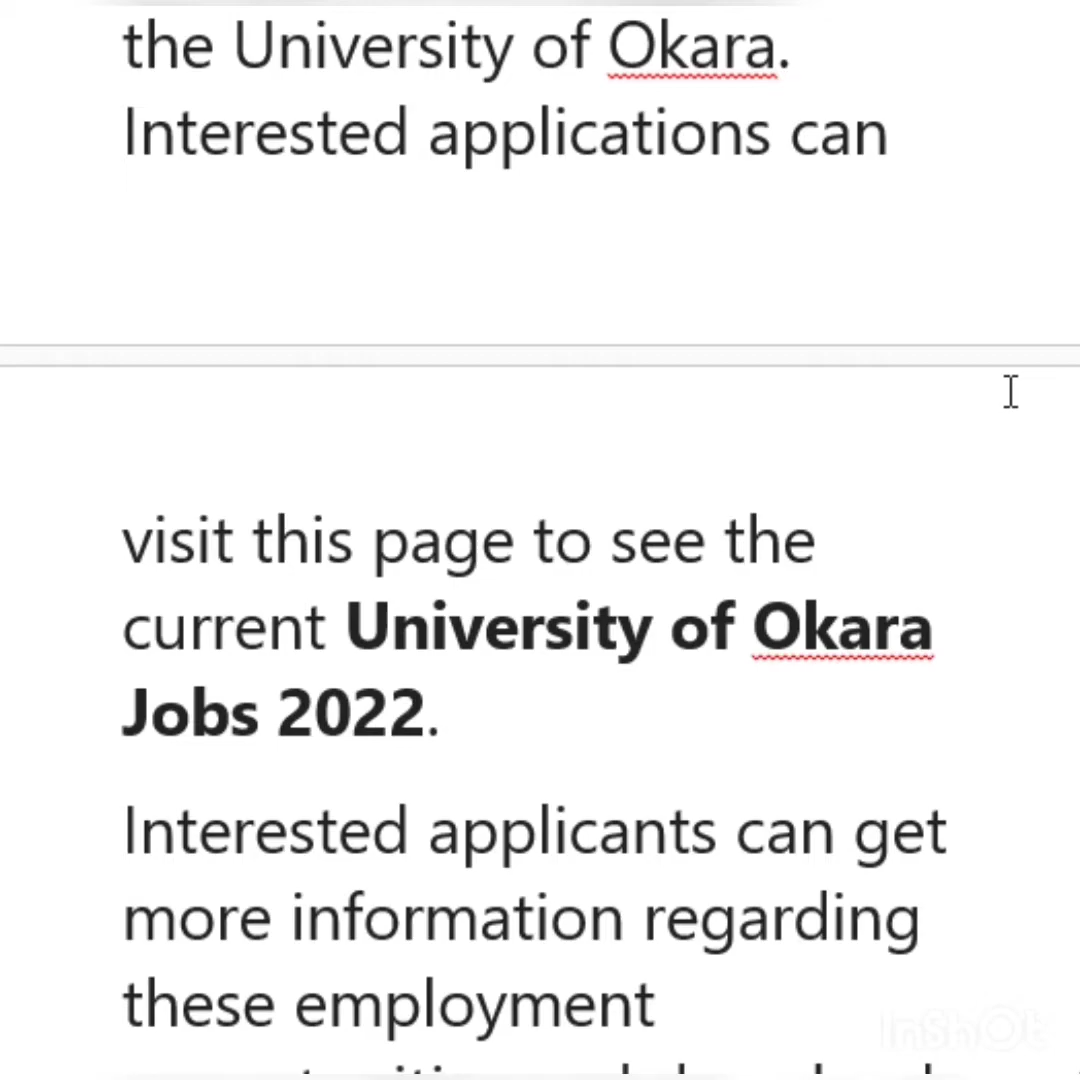 the University of Okara.
Interested applications can
visit this page to see the
current University of Okara
Jobs 2022.
Interested applicants can get
more information regarding
these employment
InShOt